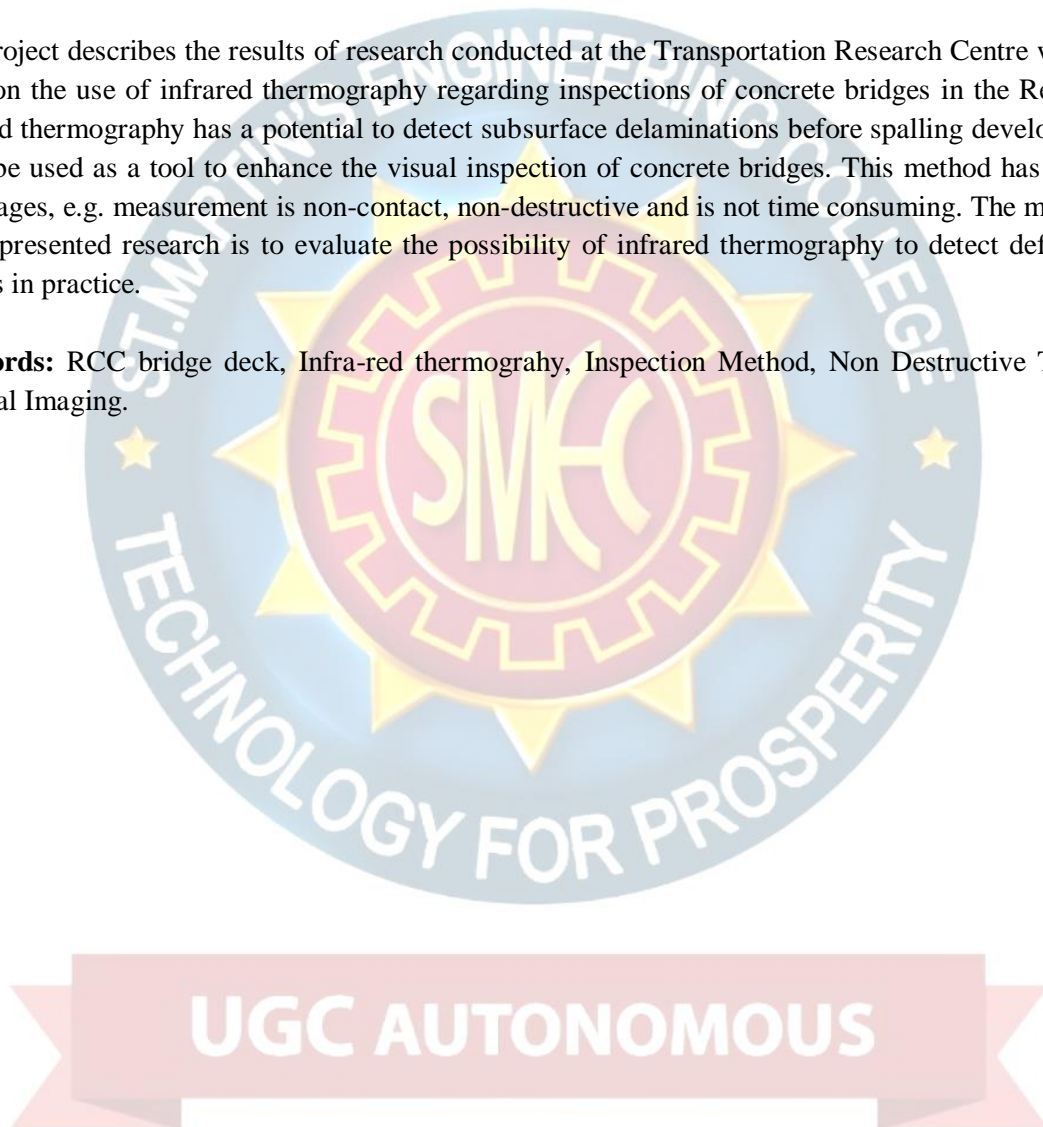 roject describes the results of research conducted at the Transportation Research Centre
on the use of infrared thermography regarding inspections of concrete bridges in the
d thermography has a potential to detect subsurface delaminations before spalling
be used as a tool to enhance the visual inspection of concrete bridges. This method has
ages, e.g. measurement is non-contact, non-destructive and is not time consuming. The
presented research is to evaluate the possibility of infrared thermography to detect
s in practice.
ords: RCC bridge deck, Infra-red thermograhy, Inspection Method, Non Destructive
al Imaging.
ST.MARTIN'S ENGINEERING COLLEGE
SMEC
TECHNOLOGY FOR PROSPERITY
UGC AUTONOMOUS